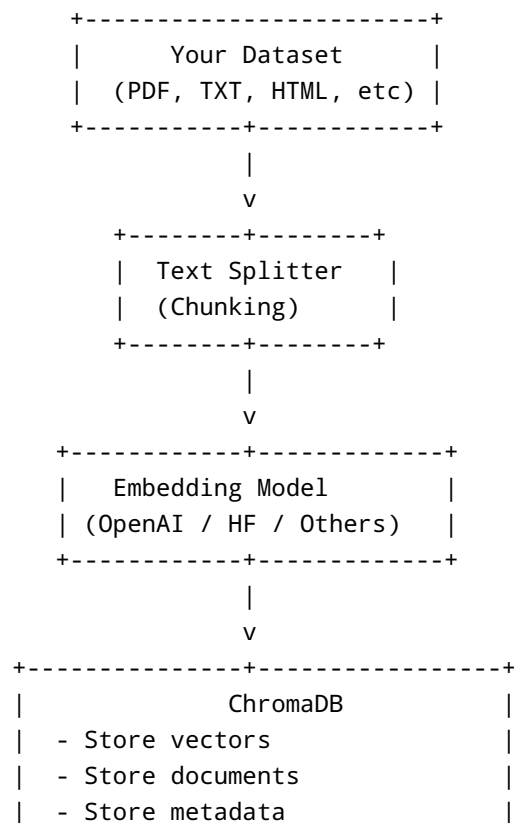 Your Dataset
(PDF, TXT, HTML, etc)
v
Text Splitter
(Chunking)
v
Embedding Model
(OpenAI / HF / Others)
v
ChromaDB
- Store vectors
- Store documents
- Store metadata